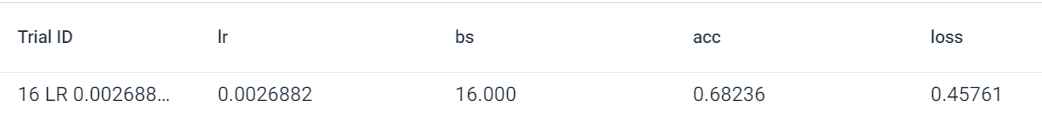 Trial ID lr bs acc loss
16 LR 0.002688... 0.0026882 16.000 0.68236 0.45761